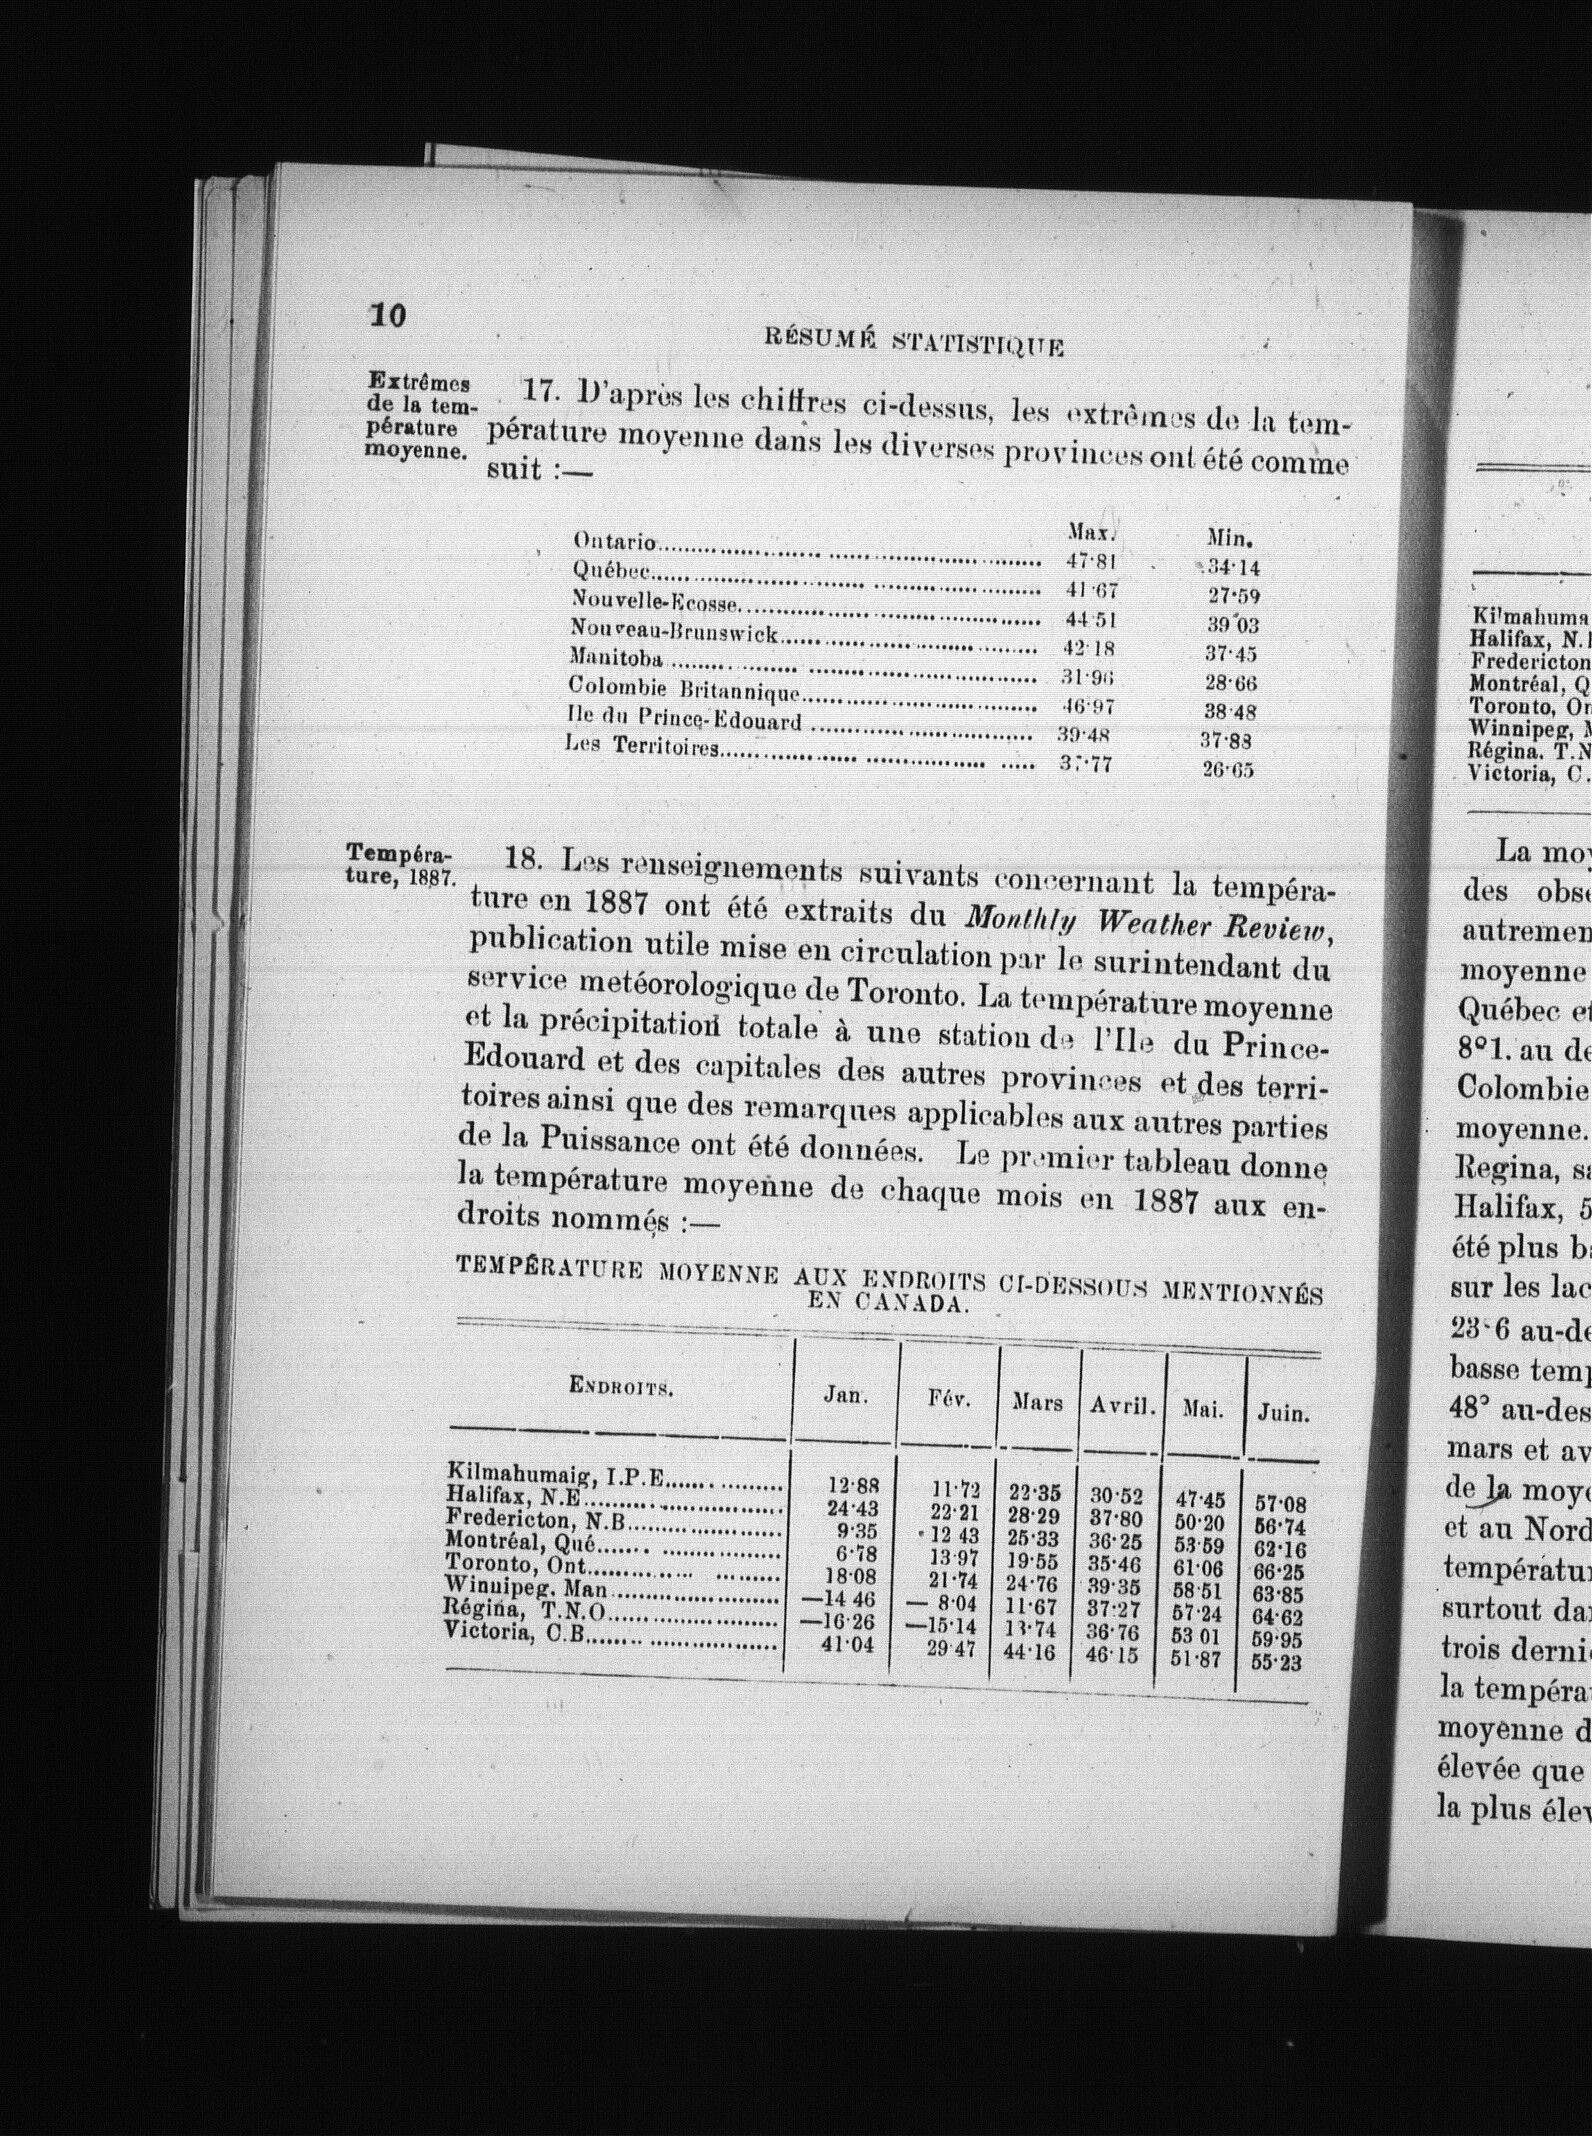 10
RÉSUMÉ STATISTIQUE
Extrêmes
de la tem-
pérature
moyenne.
17. D'après les chiffres ci-dessus, les extrêmes de la tem-
pérature moyenne dans les diverses provinces ont été comme
suit :—
Max. Min.
Ontario 47·81 34·14
Québec 41·67 27·59
Nouvelle-Ecosse 44·51 39·03
Nouveau-Brunswick 42·18 37·45
Manitoba 31·96 28·66
Colombie Britannique 46·97 38·48
Ile du Prince-Edouard 39·48 37·88
Les Territoires 37·77 26·65
Tempéra-
ture, 1887.
18. Les renseignements suivants concernant la tempéra-
ture en 1887 ont été extraits du Monthly Weather Review,
publication utile mise en circulation par le surintendant du
service metéorologique de Toronto. La température moyenne
et la précipitation totale à une station de l'Ile du Prince-
Edouard et des capitales des autres provinces et des terri-
toires ainsi que des remarques applicables aux autres parties
de la Puissance ont été données. Le premier tableau donne
la température moyenne de chaque mois en 1887 aux en-
droits nommés :—
TEMPÉRATURE MOYENNE AUX ENDROITS CI-DESSOUS MENTIONNÉS
EN CANADA.
ENDROITS. Jan. Fév. Mars Avril. Mai. Juin.
Kilmahumaig, I.P.E. 12·88 11·72 22·35 30·52 47·45 57·08
Halifax, N.E. 24·43 22·21 28·29 37·80 50·20 56·74
Fredericton, N.B. 9·35 12 43 25·33 36·25 53·59 62·16
Montréal, Qué. 6·78 13·97 19·55 35·46 61·06 66·25
Toronto, Ont. 18·08 21·74 24·76 39·35 58·51 63·85
Winnipeg. Man —14 46 — 8·04 11·67 37·27 57·24 64·62
Régina, T.N.O. —16·26 —15·14 13·74 36·76 53 01 59·95
Victoria, C.B. 41·04 29·47 44·16 46·15 51·87 55·23
Kilmahuma
Halifax, N.
Fredericton
Montréal, Q
Toronto, On
Winnipeg,
Régina. T.N
Victoria, C.
La moy
des obse
autremen
moyenne
Québec et
8°1. au de
Colombie
moyenne.
Regina, sa
Halifax, 5
été plus ba
sur les lac
23·6 au-de
basse temp
48° au-des
mars et av
de la moye
et au Nord
températur
surtout dan
trois derni
la températ
moyenne d
élevée que
la plus élev